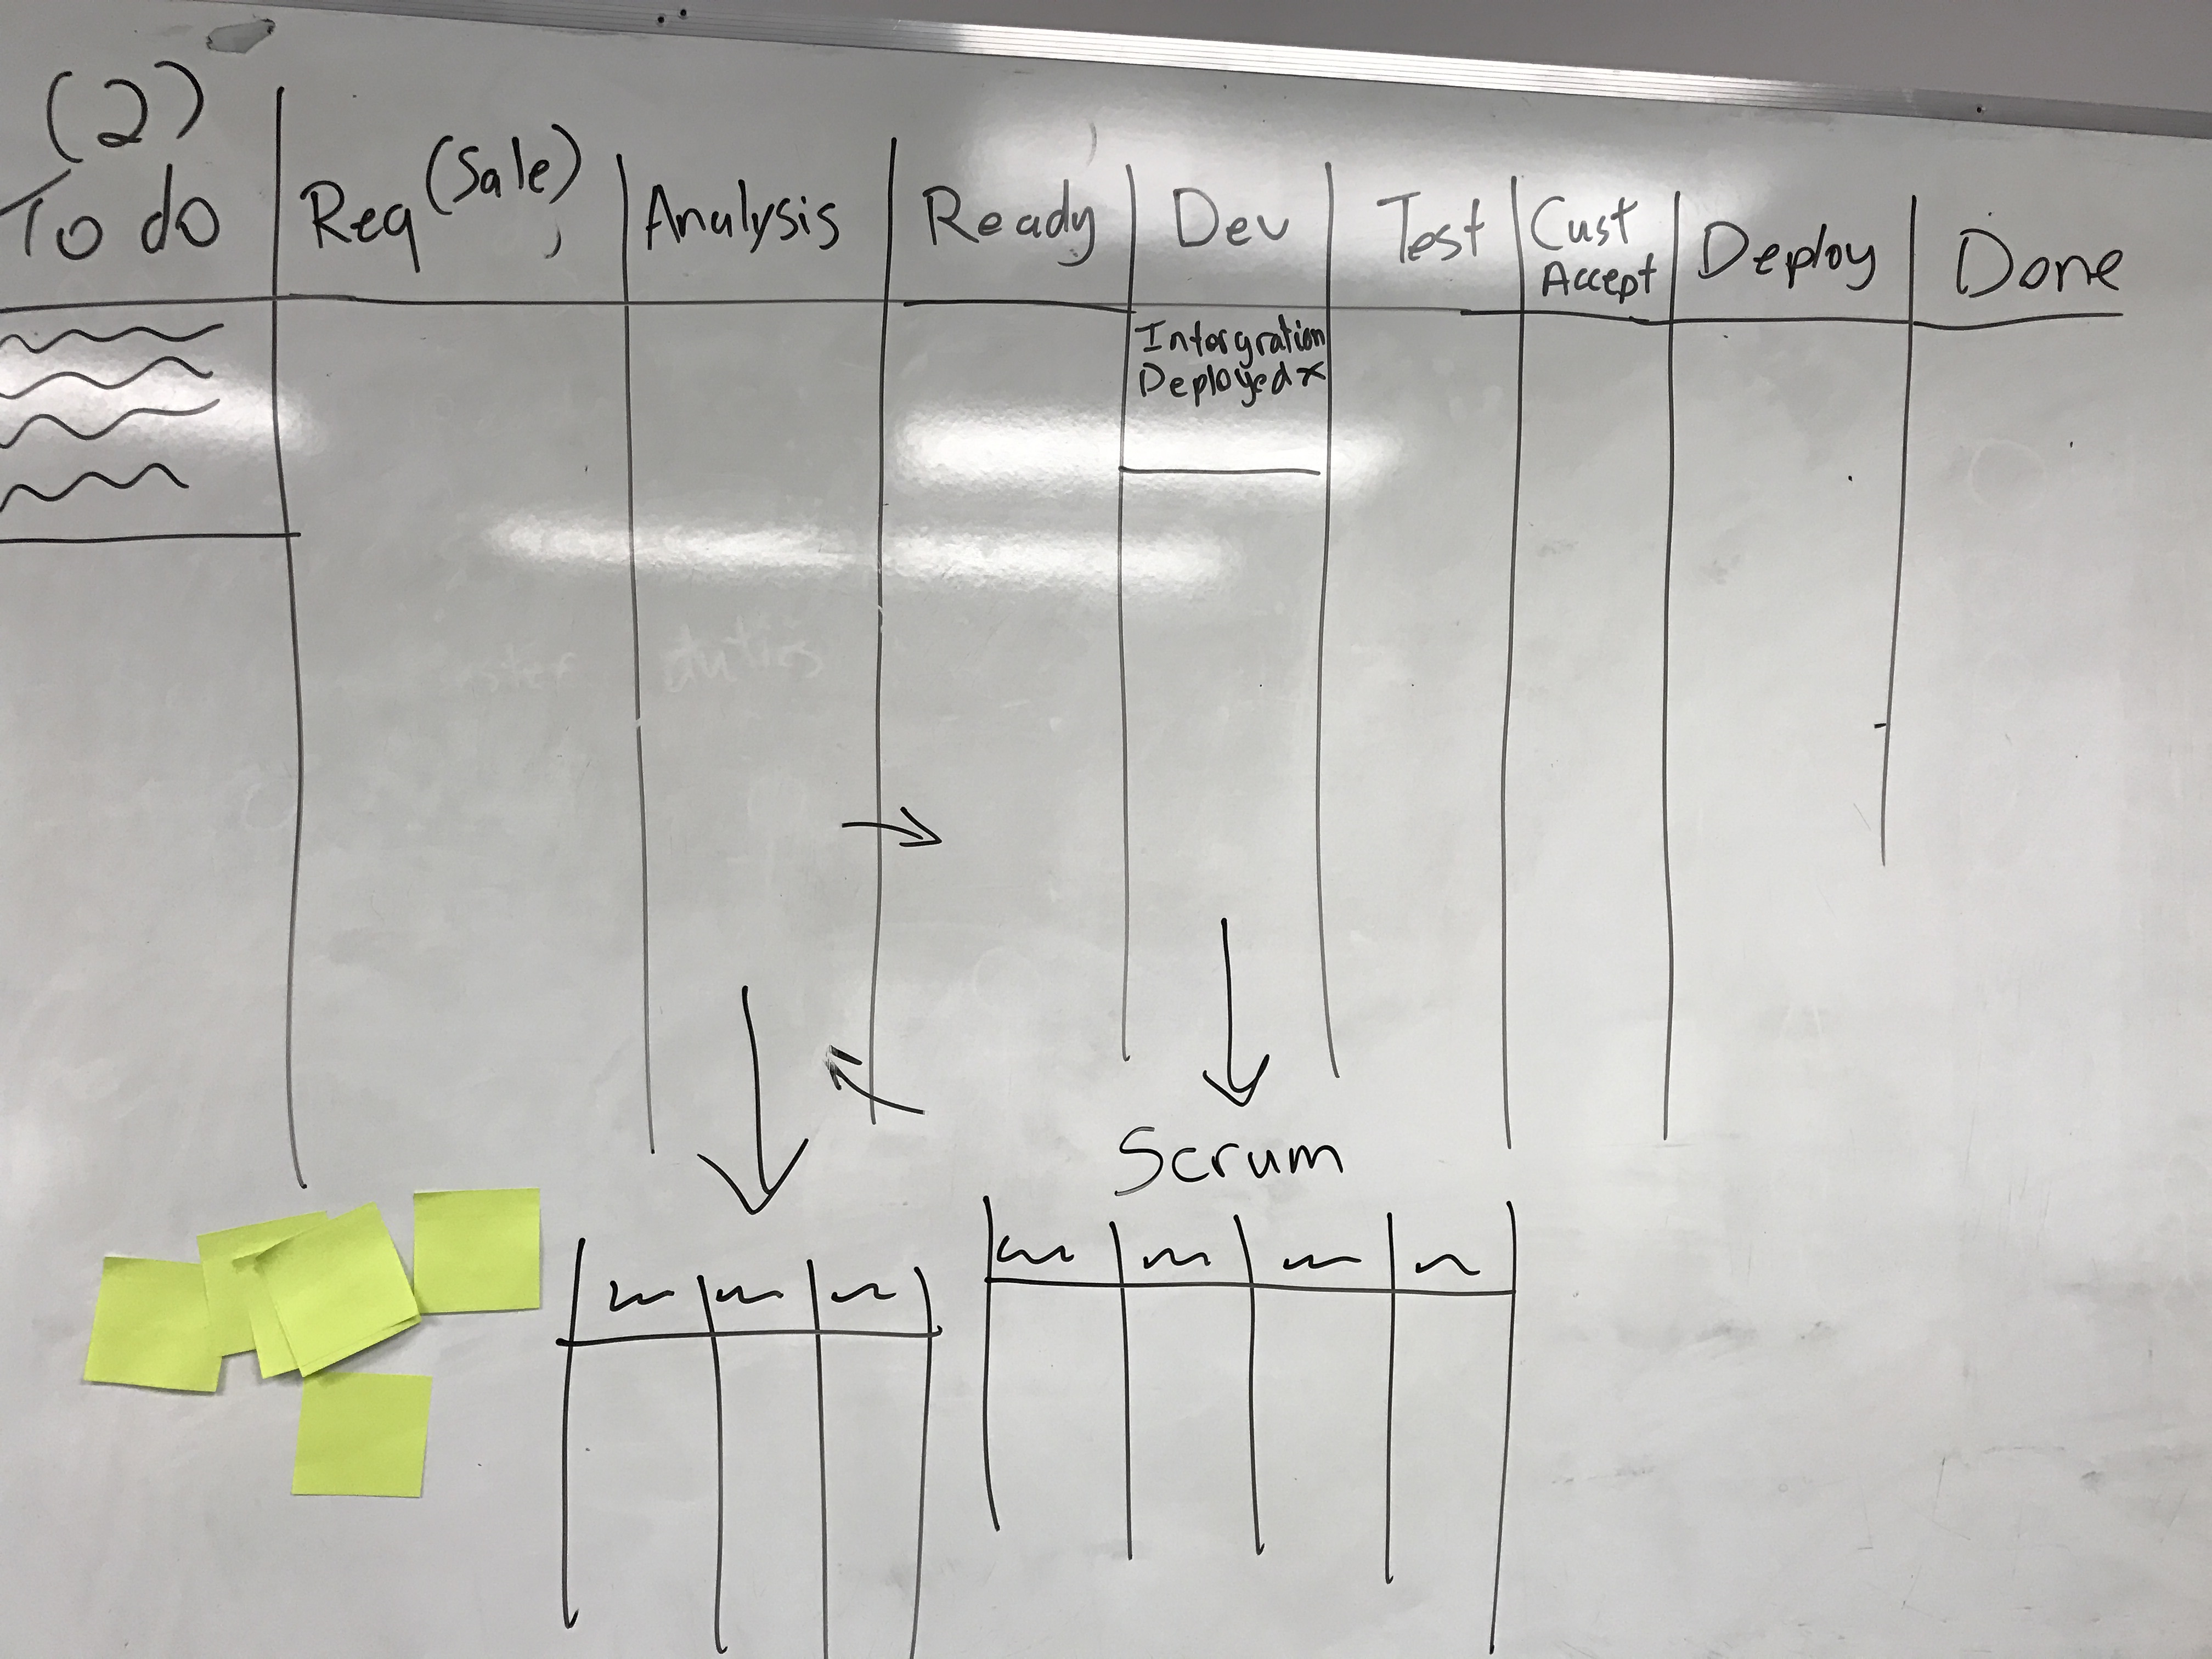 (2)
To do
Req (Sale)
Analysis
Ready
Dev
Test
Cust
Accept
Deploy
Done
Intorgration
Deployed x
Scrum